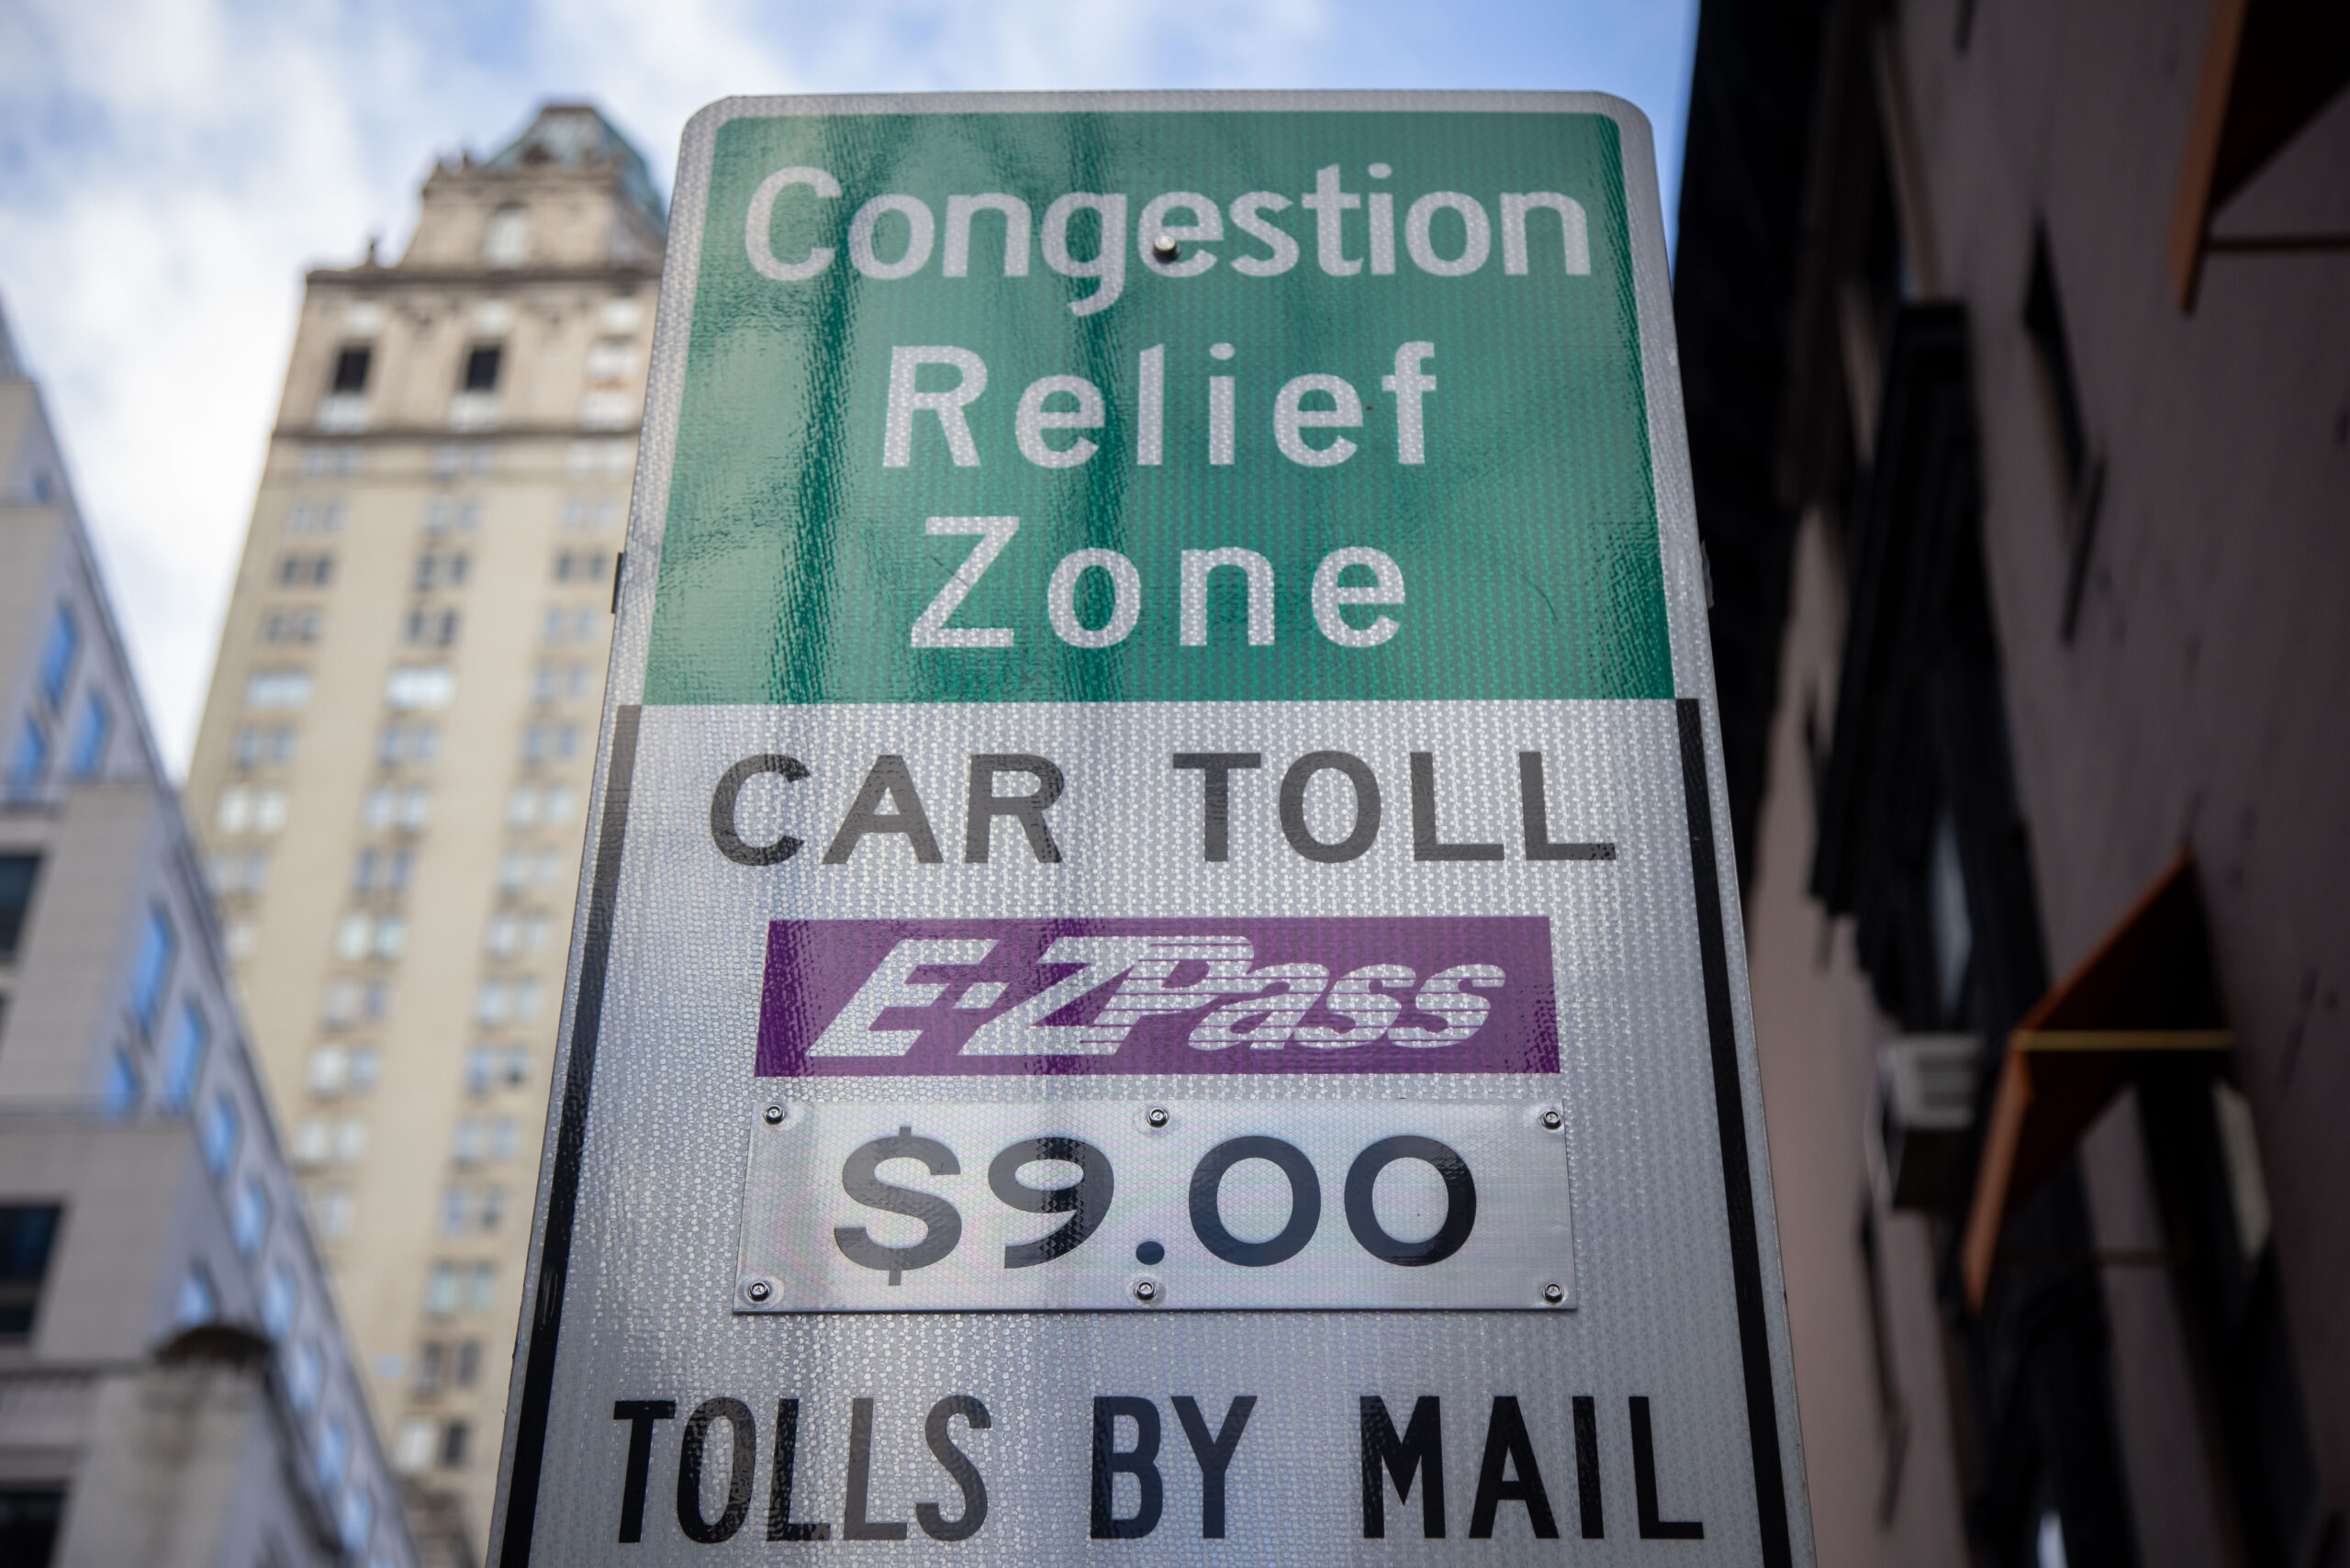 Congestion
Relief
Zone
CAR TOLL
E-ZPass
$9.00
TOLLS BY MAIL